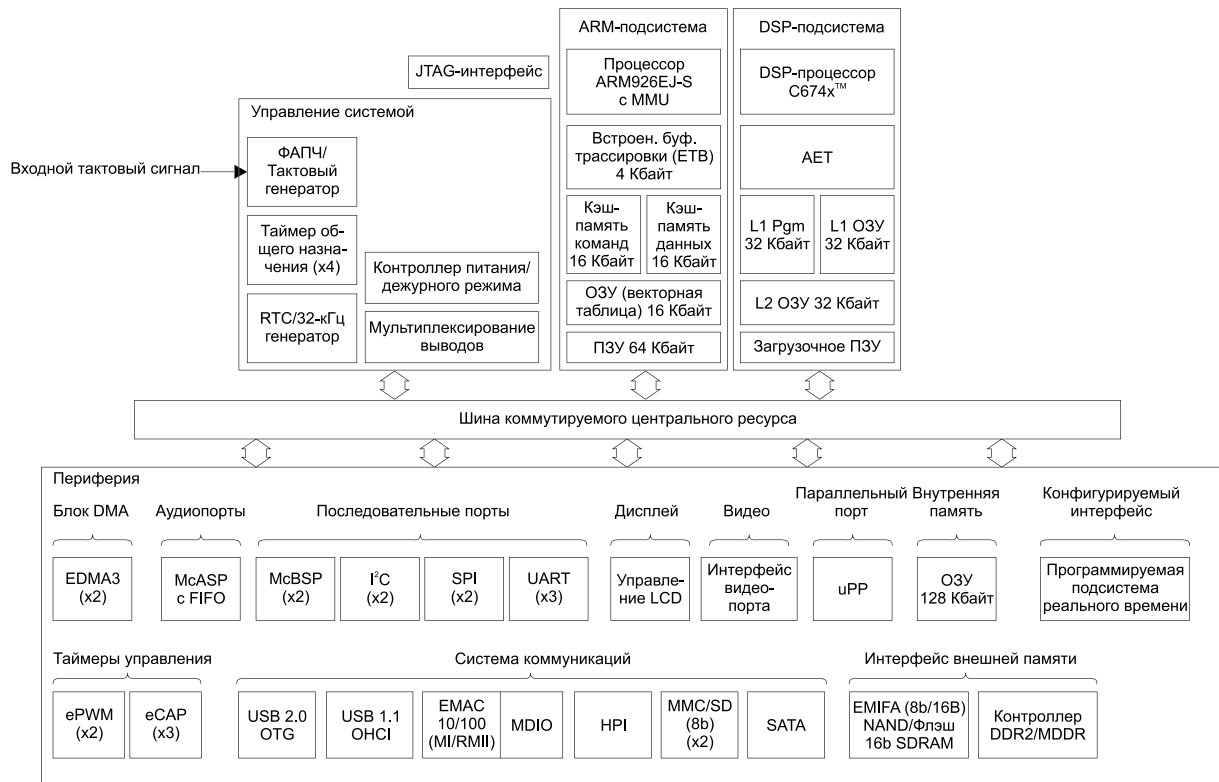 ARM-подсистема
DSP-подсистема
JTAG-интерфейс
Процессор
ARM926EJ-S
с MMU
DSP-процессор
C674x™
Управление системой
Входной тактовый сигнал
ФАПЧ/
Тактовый
генератор
Встроен. буф.
трассировки (ETB)
4 Кбайт
AET
Таймер об-
щего назна-
чения (x4)
Контроллер питания/
дежурного режима
Кэш-
память
команд
16 Кбайт
Кэш-
память
данных
16 Кбайт
L1 Pgm
32 Кбайт
L1 ОЗУ
32 Кбайт
RTC/32-кГц
генератор
Мультиплексирование
выводов
ОЗУ (векторная
таблица) 16 Кбайт
L2 ОЗУ 32 Кбайт
ПЗУ 64 Кбайт
Загрузочное ПЗУ
Шина коммутируемого центрального ресурса
Периферия
Блок DMA
Аудиопорты
Последовательные порты
Дисплей
Видео
Параллельный
порт
Внутренняя
память
Конфигурируемый
интерфейс
EDMA3
(x2)
McASP
с FIFO
McBSP
(x2)
I²C
(x2)
SPI
(x2)
UART
(x3)
Управле-
ние LCD
Интерфейс
видео-
порта
uPP
ОЗУ
128 Кбайт
Программируемая
подсистема
реального времени
Таймеры управления
Система коммуникаций
Интерфейс внешней памяти
ePWM
(x2)
eCAP
(x3)
USB 2.0
OTG
USB 1.1
OHCI
EMAC
10/100
(MI/RMII)
MDIO
HPI
MMC/SD
(8b)
(x2)
SATA
EMIFA (8b/16B)
NAND/Флэш
16b SDRAM
Контроллер
DDR2/MDDR